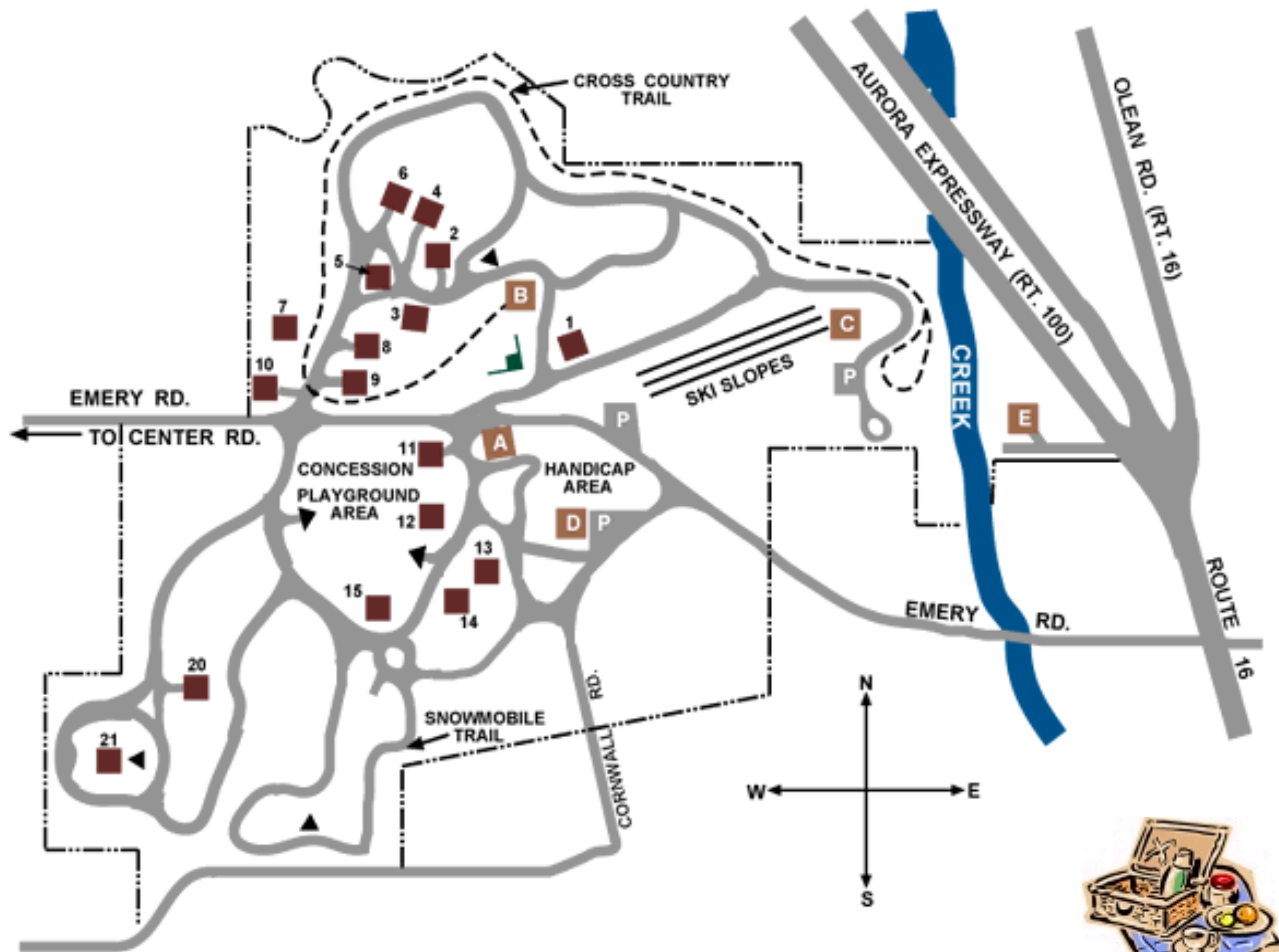 CROSS COUNTRY
TRAIL
AURORA EXPRESSWAY (RT. 100)
OLEAN RD. (RT. 16)
6
4
2
5
B
7
3
1
8
C
10
9
SKI SLOPES
P
CREEK
EMERY RD.
TO CENTER RD.
P
E
11
A
CONCESSION
HANDICAP
AREA
PLAYGROUND
AREA
12
D
P
13
15
14
ROUTE 16
EMERY RD.
20
CORNWALL RD.
N
SNOWMOBILE
TRAIL
21
W
E
S